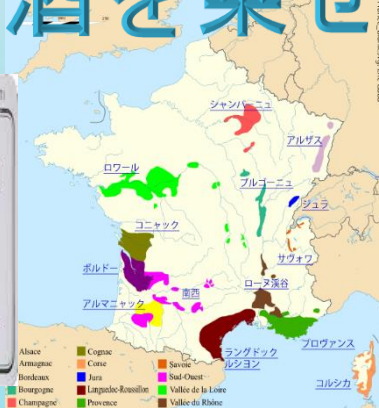 酒を乗せ
シャンパーニュ
アルザス
ロワール
ブルゴーニュ
ジュラ
コニャック
サヴォワ
ボルドー
ローヌ渓谷
南西
アルマニャック
プロヴァンス
ラングドック
ルション
コルシカ
Alsace
Armagnac
Bordeaux
Bourgogne
Champagne
Cognac
Corse
Jura
Languedoc-Roussillon
Provence
Savoie
Sud-Ouest
Vallée de la Loire
Vallée du Rhône